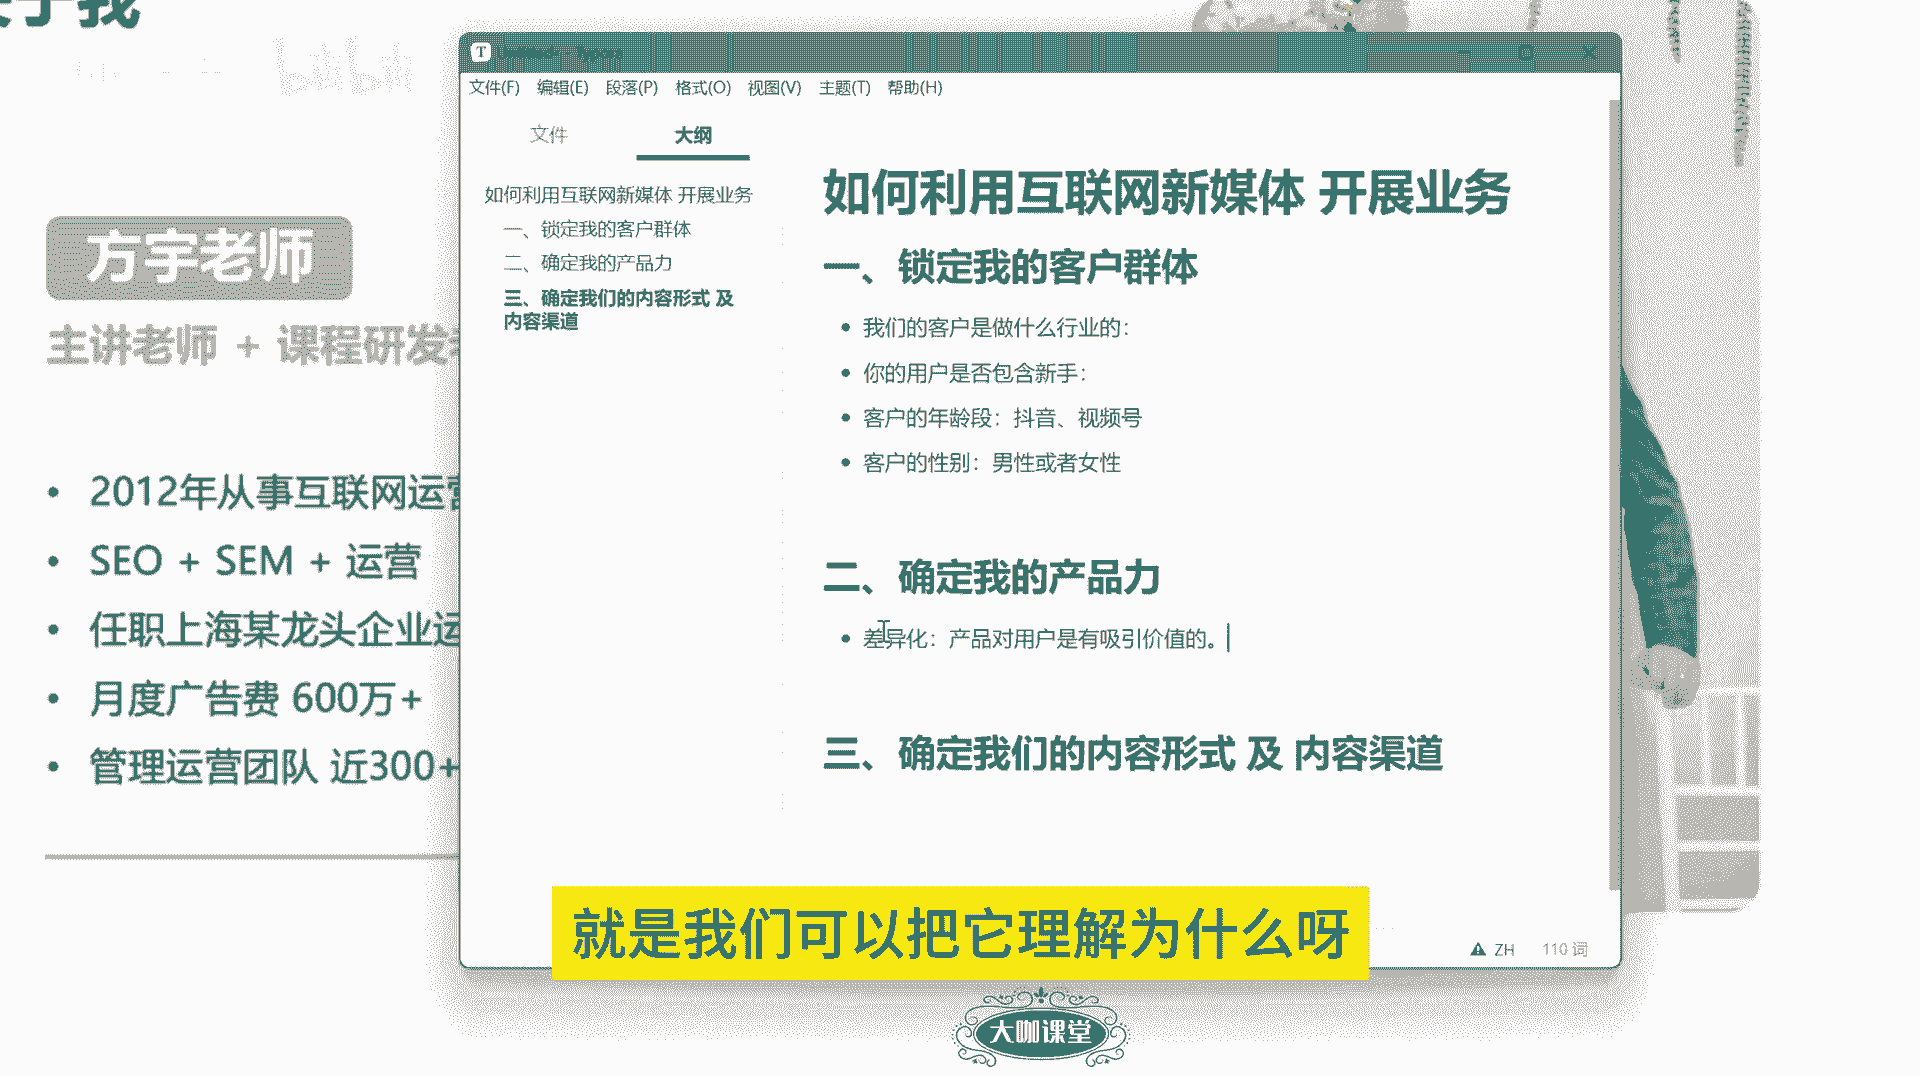 bilibili
方宇老师
主讲老师 + 课程研发
2012年从事互联网运营
SEO + SEM + 运营
任职上海某龙头企业运
月度广告费 600万+
管理运营团队 近300+
文件(F) 编辑(E) 段落(P) 格式(O) 视图(V) 主题(T) 帮助(H)
文件 大纲
如何利用互联网新媒体 开展业务
一、锁定我的客户群体
二、确定我的产品力
三、确定我们的内容形式 及
内容渠道
如何利用互联网新媒体 开展业务
一、锁定我的客户群体
我们的客户是做什么行业的：
你的用户是否包含新手：
客户的年龄段：抖音、视频号
客户的性别：男性或者女性
二、确定我的产品力
差异化：产品对用户是有吸引价值的。
三、确定我们的内容形式 及 内容渠道
就是我们可以把它理解为什么呀
ZH 110 词
大咖课堂